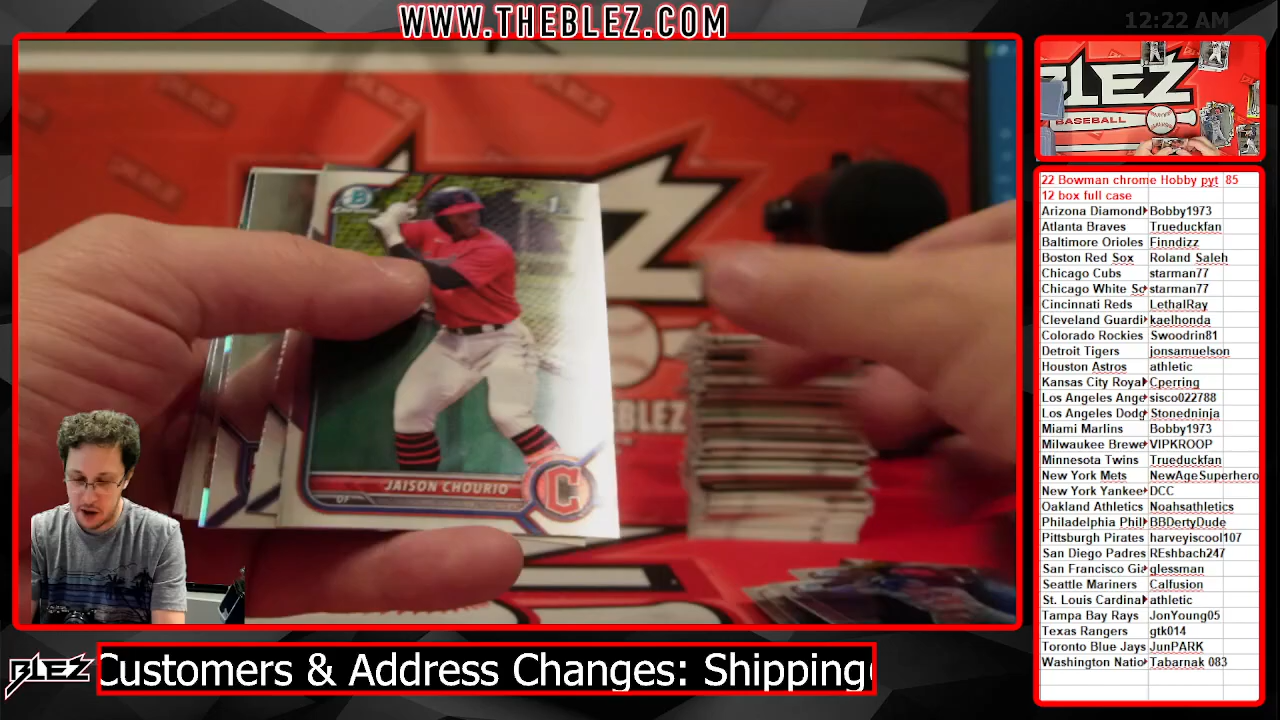 WWW.THEBLEZ.COM
12:22 AM
BLEZ
BASEBALL
22 Bowman chrome Hobby pyt 85
12 box full case
Arizona Diamond Bobby1973
Atlanta Braves Trueduckfan
Baltimore Orioles Finndizz
Boston Red Sox Roland Saleh
Chicago Cubs starman77
Chicago White So starman77
Cincinnati Reds LethalRay
Cleveland Guardi kaelhonda
Colorado Rockies Swoodrin81
Detroit Tigers jonsamuelson
Houston Astros athletic
Kansas City Roya Cperring
Los Angeles Ange sisco022788
Los Angeles Dodg Stonedninja
Miami Marlins Bobby1973
Milwaukee Brewe VIPKROOP
Minnesota Twins Trueduckfan
New York Mets NewAgeSuperhero
New York Yankee DCC
Oakland Athletics Noahsathletics
Philadelphia Phil BBDertyDude
Pittsburgh Pirates harveyiscool107
San Diego Padres REshbach247
San Francisco Gia glessman
Seattle Mariners Calfusion
St. Louis Cardina athletic
Tampa Bay Rays JonYoung05
Texas Rangers gtk014
Toronto Blue Jays JunPARK
Washington Natio Tabarnak 083
1
B
Chrome
HEBLEZ
JAISON CHOURIO
OF
C
BLEZ
Customers & Address Changes: Shipping